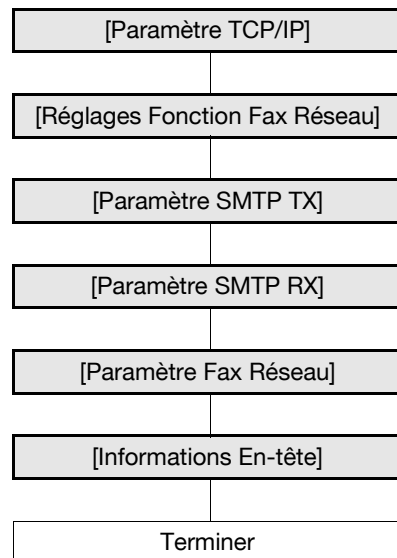 [Paramètre TCP/IP]
[Réglages Fonction Fax Réseau]
[Paramètre SMTP TX]
[Paramètre SMTP RX]
[Paramètre Fax Réseau]
[Informations En-tête]
Terminer